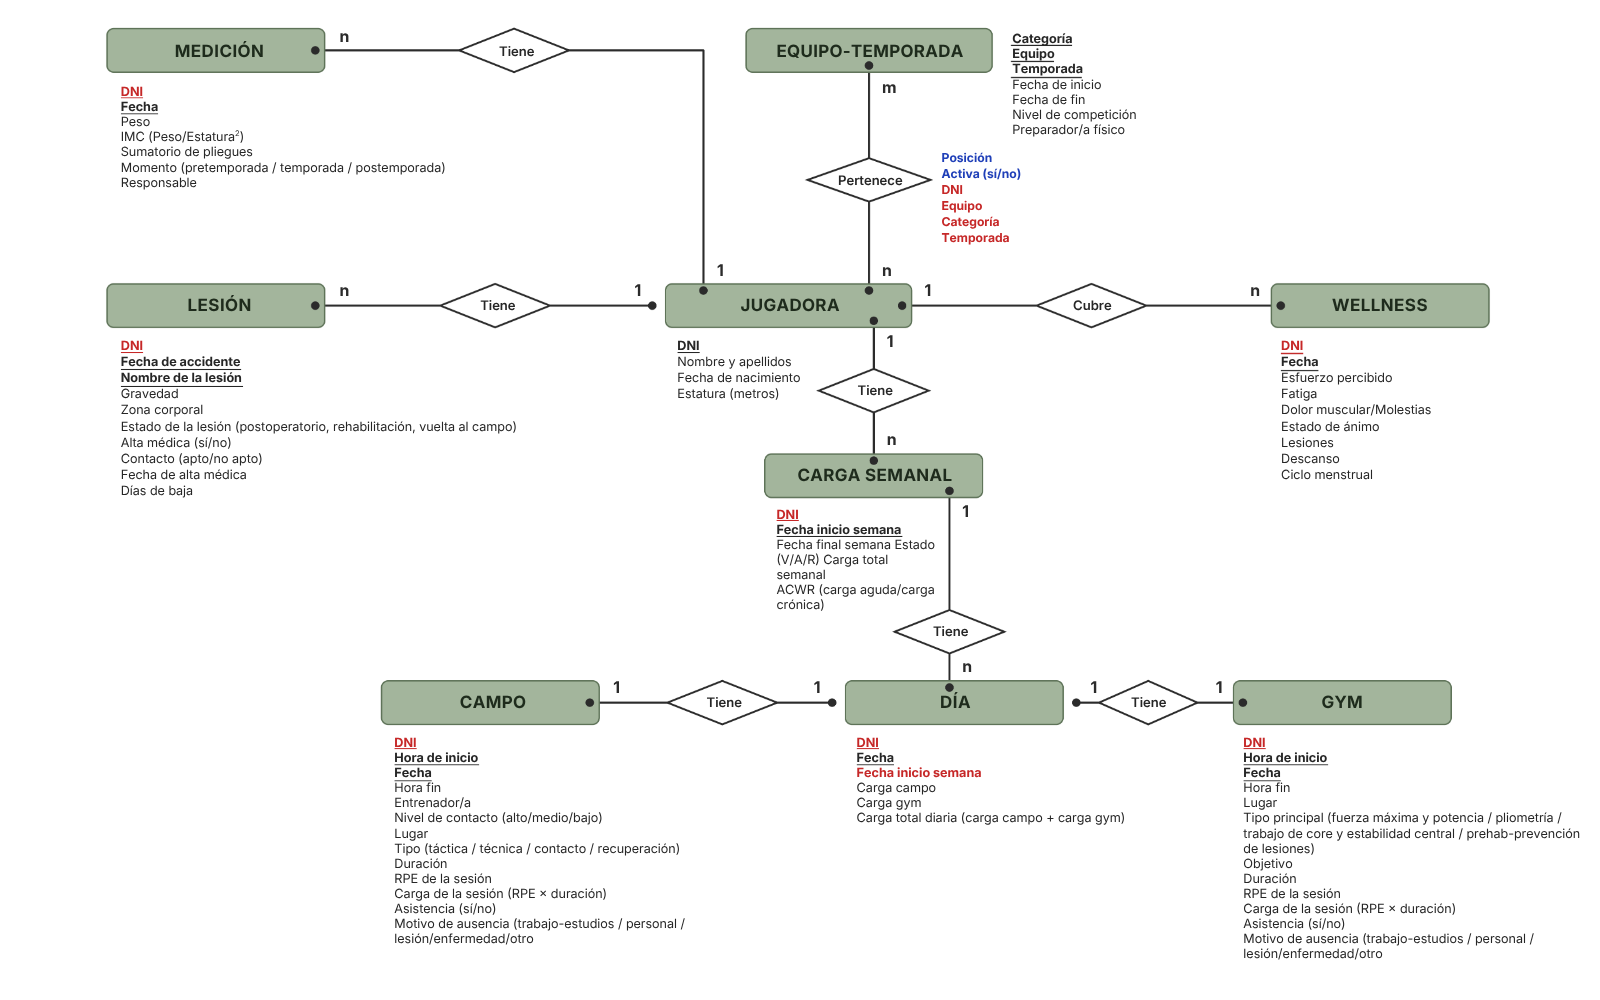 MEDICIÓN
n
Tiene
EQUIPO-TEMPORADA
Categoría
Equipo
Temporada
Fecha de inicio
Fecha de fin
Nivel de competición
Preparador/a físico
m
DNI
Fecha
Peso
IMC (Peso/Estatura²)
Sumatorio de pliegues
Momento (pretemporada / temporada / postemporada)
Responsable
Pertenece
Posición
Activa (sí/no)
DNI
Equipo
Categoría
Temporada
1
n
LESIÓN
n
Tiene
1
JUGADORA
1
Cubre
n
WELLNESS
DNI
Fecha de accidente
Nombre de la lesión
Gravedad
Zona corporal
Estado de la lesión (postoperatorio, rehabilitación, vuelta al campo)
Alta médica (sí/no)
Contacto (apto/no apto)
Fecha de alta médica
Días de baja
DNI
Nombre y apellidos
Fecha de nacimiento
Estatura (metros)
1
Tiene
n
DNI
Fecha
Esfuerzo percibido
Fatiga
Dolor muscular/Molestias
Estado de ánimo
Lesiones
Descanso
Ciclo menstrual
CARGA SEMANAL
1
DNI
Fecha inicio semana
Fecha final semana Estado
(V/A/R) Carga total
semanal
ACWR (carga aguda/carga
crónica)
Tiene
n
CAMPO
1
Tiene
1
DÍA
1
Tiene
1
GYM
DNI
Hora de inicio
Fecha
Hora fin
Entrenador/a
Nivel de contacto (alto/medio/bajo)
Lugar
Tipo (táctica / técnica / contacto / recuperación)
Duración
RPE de la sesión
Carga de la sesión (RPE × duración)
Asistencia (sí/no)
Motivo de ausencia (trabajo-estudios / personal /
lesión/enfermedad/otro
DNI
Fecha
Fecha inicio semana
Carga campo
Carga gym
Carga total diaria (carga campo + carga gym)
DNI
Hora de inicio
Fecha
Hora fin
Lugar
Tipo principal (fuerza máxima y potencia / pliometría /
trabajo de core y estabilidad central / prehab-prevención
de lesiones)
Objetivo
Duración
RPE de la sesión
Carga de la sesión (RPE × duración)
Asistencia (sí/no)
Motivo de ausencia (trabajo-estudios / personal /
lesión/enfermedad/otro